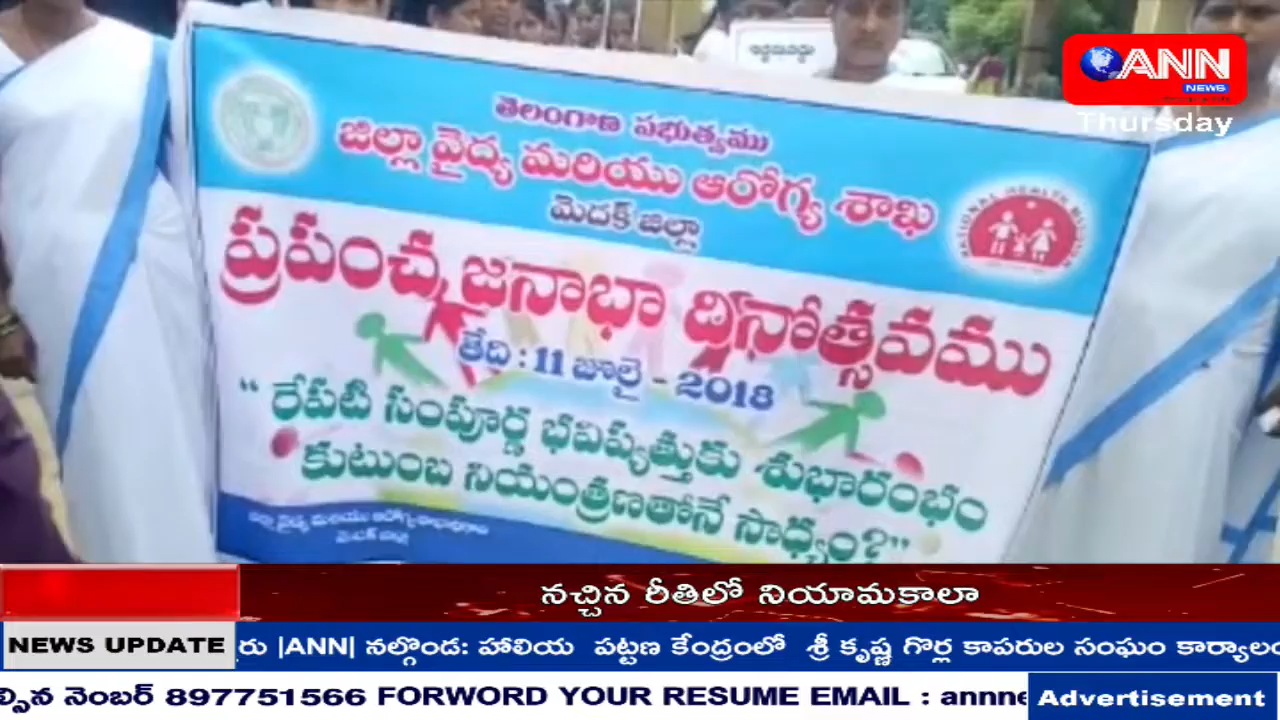 ANN
NEWS
Thursday
తెలంగాణ పభుత్వము
జిల్లా వైద్య మరియు ఆరోగ్య శాఖ
మెదక్ జిల్లా
NATIONAL HEALTH MISSION
ప్రపంచ జనాభా దినోత్సవము
తేది : 11 జూలై - 2018
" రేపటి సంపూర్ణ భవిష్యత్తుకు శుభారంభం
కుటుంబ నియంత్రణతోనే సాధ్యం?"
నచ్చిన రీతిలో నియామకాలా
NEWS UPDATE రు |ANN| నల్గొండ: హాలియ పట్టణ కేంద్రంలో శ్రీ కృష్ణ గొర్ల కాపరుల సంఘం కార్యాలం
ల్సిన నెంబర్ 897751566 FORWORD YOUR RESUME EMAIL : annne
Advertisement